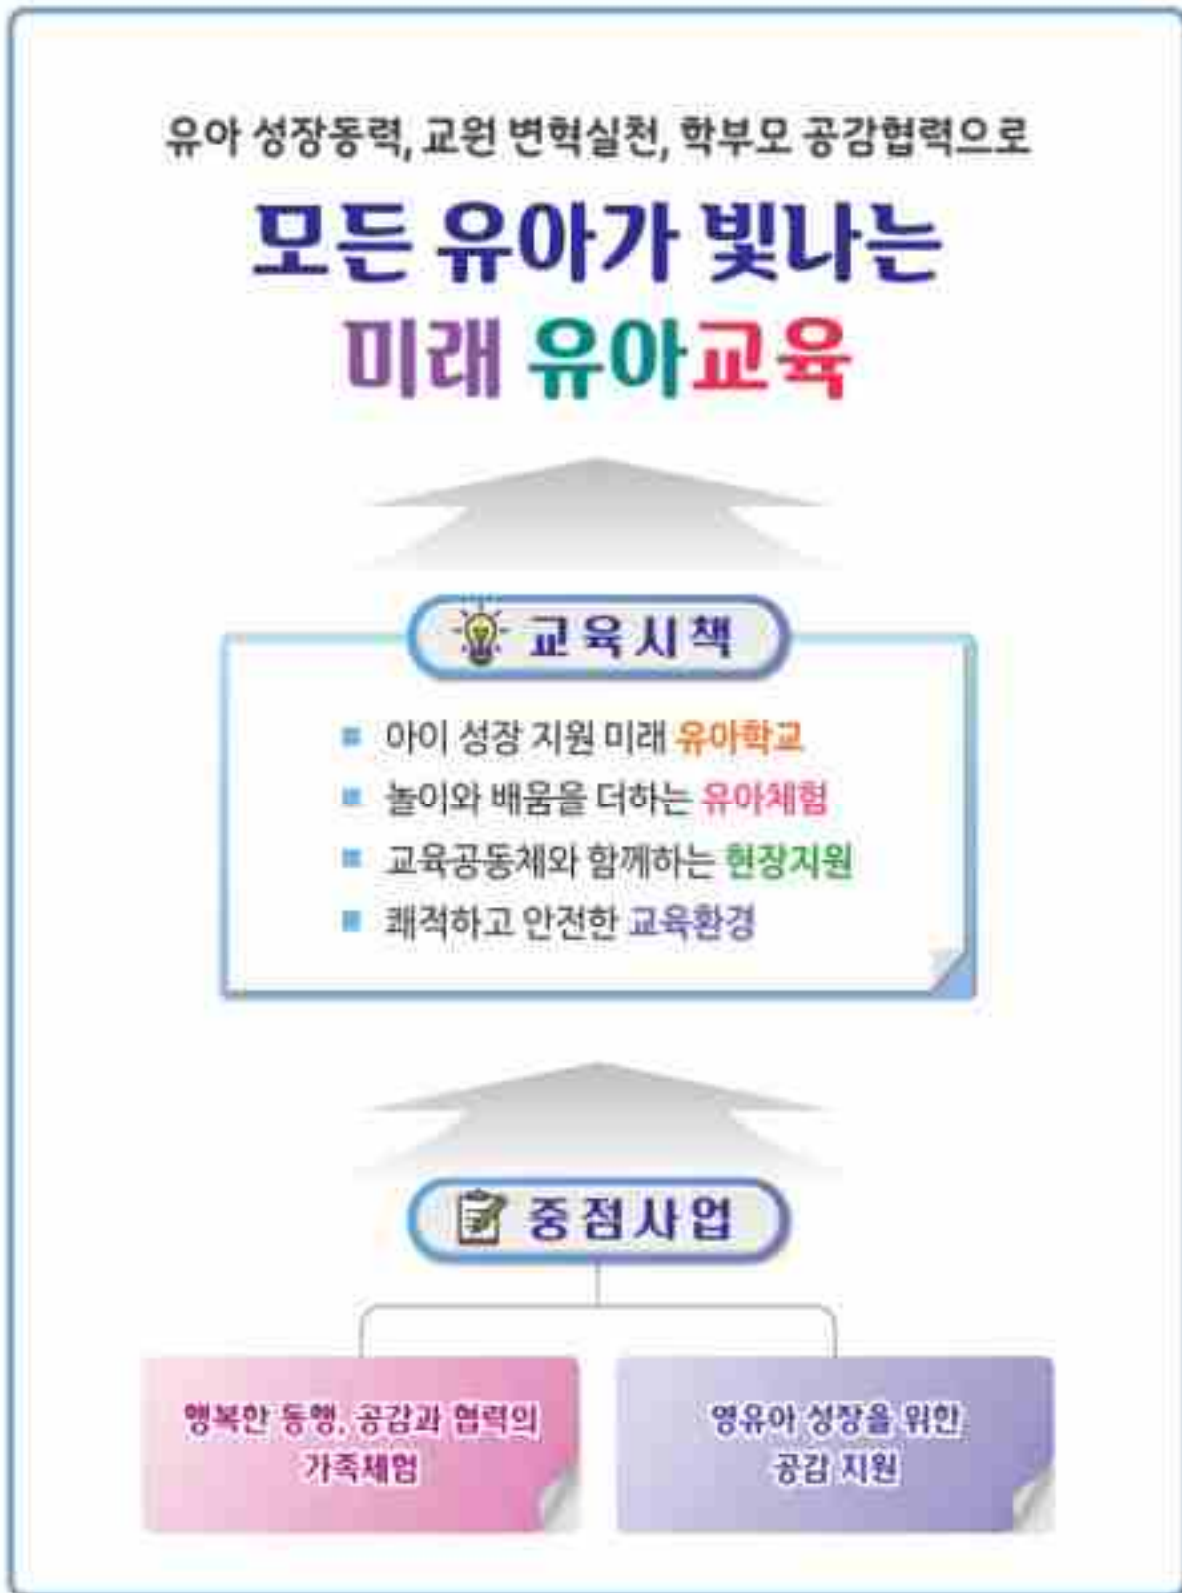 유아 성장동력, 교원 변혁실천, 학부모 공감협력으로
모든 유아가 빛나는
미래 유아교육
교육시책
아이 성장 지원 미래 유아학교
놀이와 배움을 더하는 유아체험
교육공동체와 함께하는 현장지원
쾌적하고 안전한 교육환경
중점사업
행복한 동행, 공감과 협력의
가족체험
영유아 성장을 위한
공감 지원